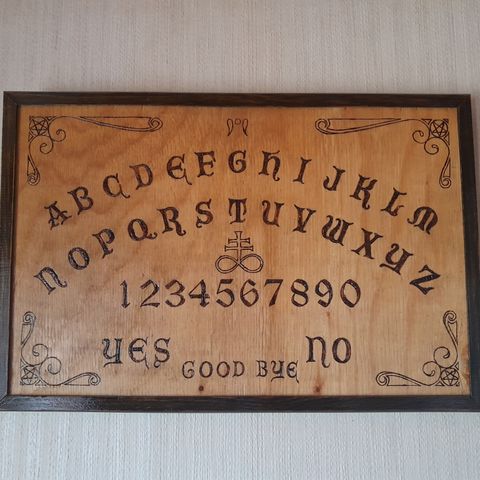 ABCDEFGHIJKLM
NOPQRSTUVWXYZ
1234567890
YES NO
GOOD BYE